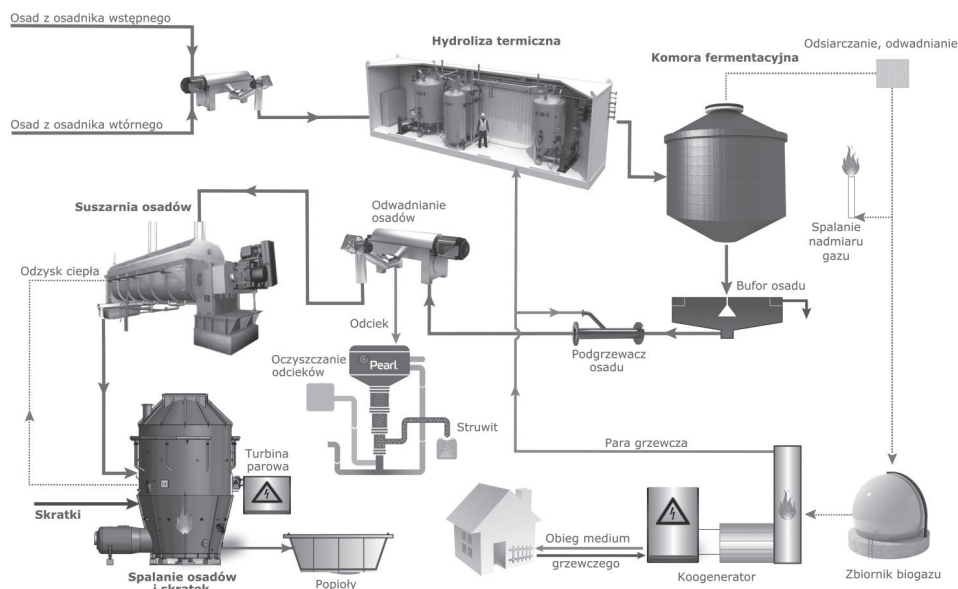 Osad z osadnika wstępnego
Hydroliza termiczna
Odsiarczanie, odwadnianie
Komora fermentacyjna
Osad z osadnika wtórnego
Suszarnia osadów
Odwadnianie
osadów
Spalanie
nadmiaru
gazu
Odzysk ciepła
Bufor osadu
Odciek
Podgrzewacz
osadu
Oczyszczanie
odcieków
Pearl
Struwit
Para grzewcza
Turbina
parowa
Skratki
Obieg medium
grzewczego
Koogenerator
Zbiornik biogazu
Spalanie osadów
i skratek
Popioły